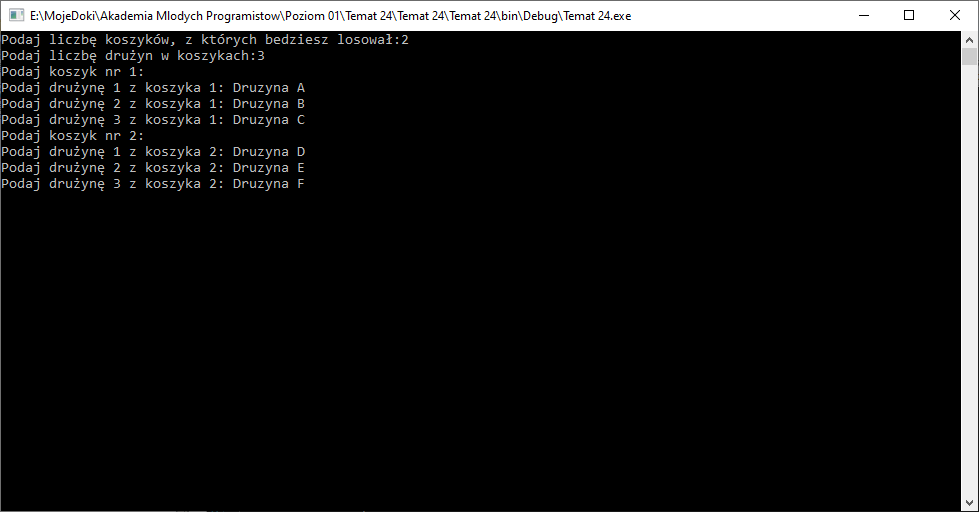 E:\MojeDoki\Akademia Mlodych Programistow\Poziom 01\Temat 24\Temat 24\Temat 24\bin\Debug\Temat 24.exe
Podaj liczbę koszyków, z których bedziesz losował:2
Podaj liczbę drużyn w koszykach:3
Podaj koszyk nr 1:
Podaj drużynę 1 z koszyka 1: Druzyna A
Podaj drużynę 2 z koszyka 1: Druzyna B
Podaj drużynę 3 z koszyka 1: Druzyna C
Podaj koszyk nr 2:
Podaj drużynę 1 z koszyka 2: Druzyna D
Podaj drużynę 2 z koszyka 2: Druzyna E
Podaj drużynę 3 z koszyka 2: Druzyna F